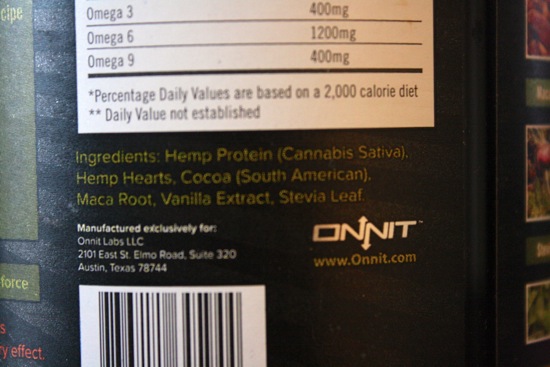 cipe
Omega 3 400mg
Omega 6 1200mg
Omega 9 400mg
*Percentage Daily Values are based on a 2,000 calorie diet
** Daily Value not established
Ingredients: Hemp Protein (Cannabis Sativa),
Hemp Hearts, Cocoa (South American),
Maca Root, Vanilla Extract, Stevia Leaf.
Manufactured exclusively for:
Onnit Labs LLC
2101 East St. Elmo Road, Suite 320
Austin, Texas 78744
ONNIT™
www.Onnit.com
force
s
y effect.